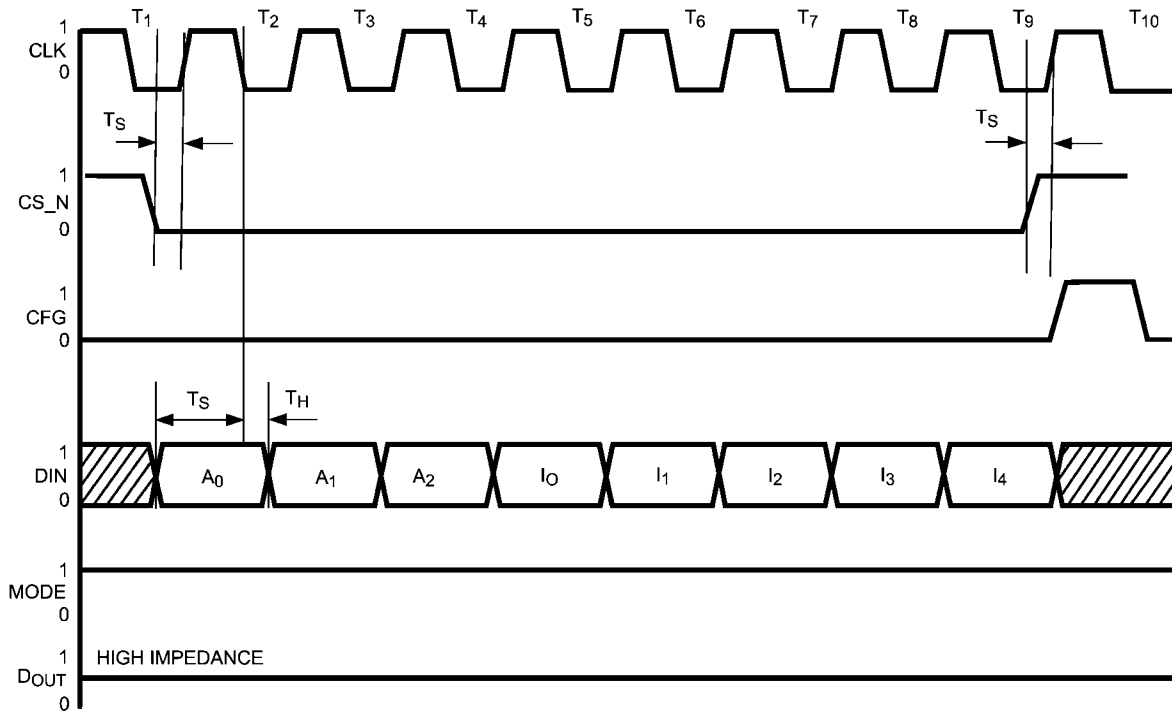 T1 T2 T3 T4 T5 T6 T7 T8 T9 T10
1
CLK
0
TS TS
1
CS_N
0
1
CFG
0
TS TH
1
DIN
0
A0 A1 A2 IO I1 I2 I3 I4
1
MODE
0
HIGH IMPEDANCE
1
DOUT
0